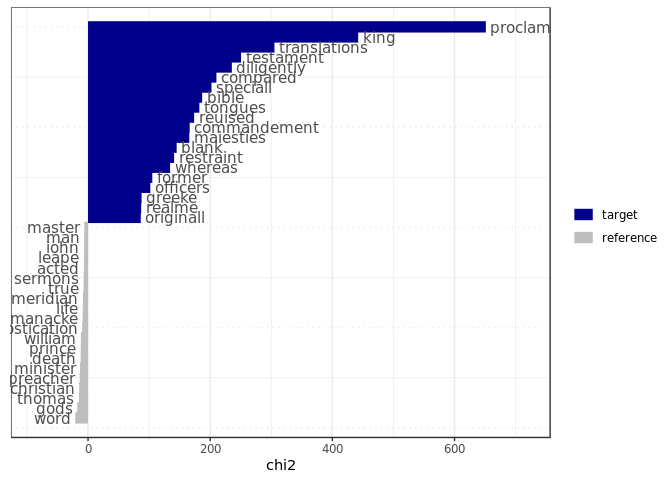 proclam
king
translations
testament
diligently
compared
speciall
bible
tongues
reuised
commandement
maiesties
blank
restraint
whereas
former
officers
greeke
realme
originall
master
man
iohn
leape
acted
sermons
true
meridian
life
manacke
ostication
william
prince
death
minister
preacher
christian
thomas
gods
word
target
reference
0 200 400 600
chi2